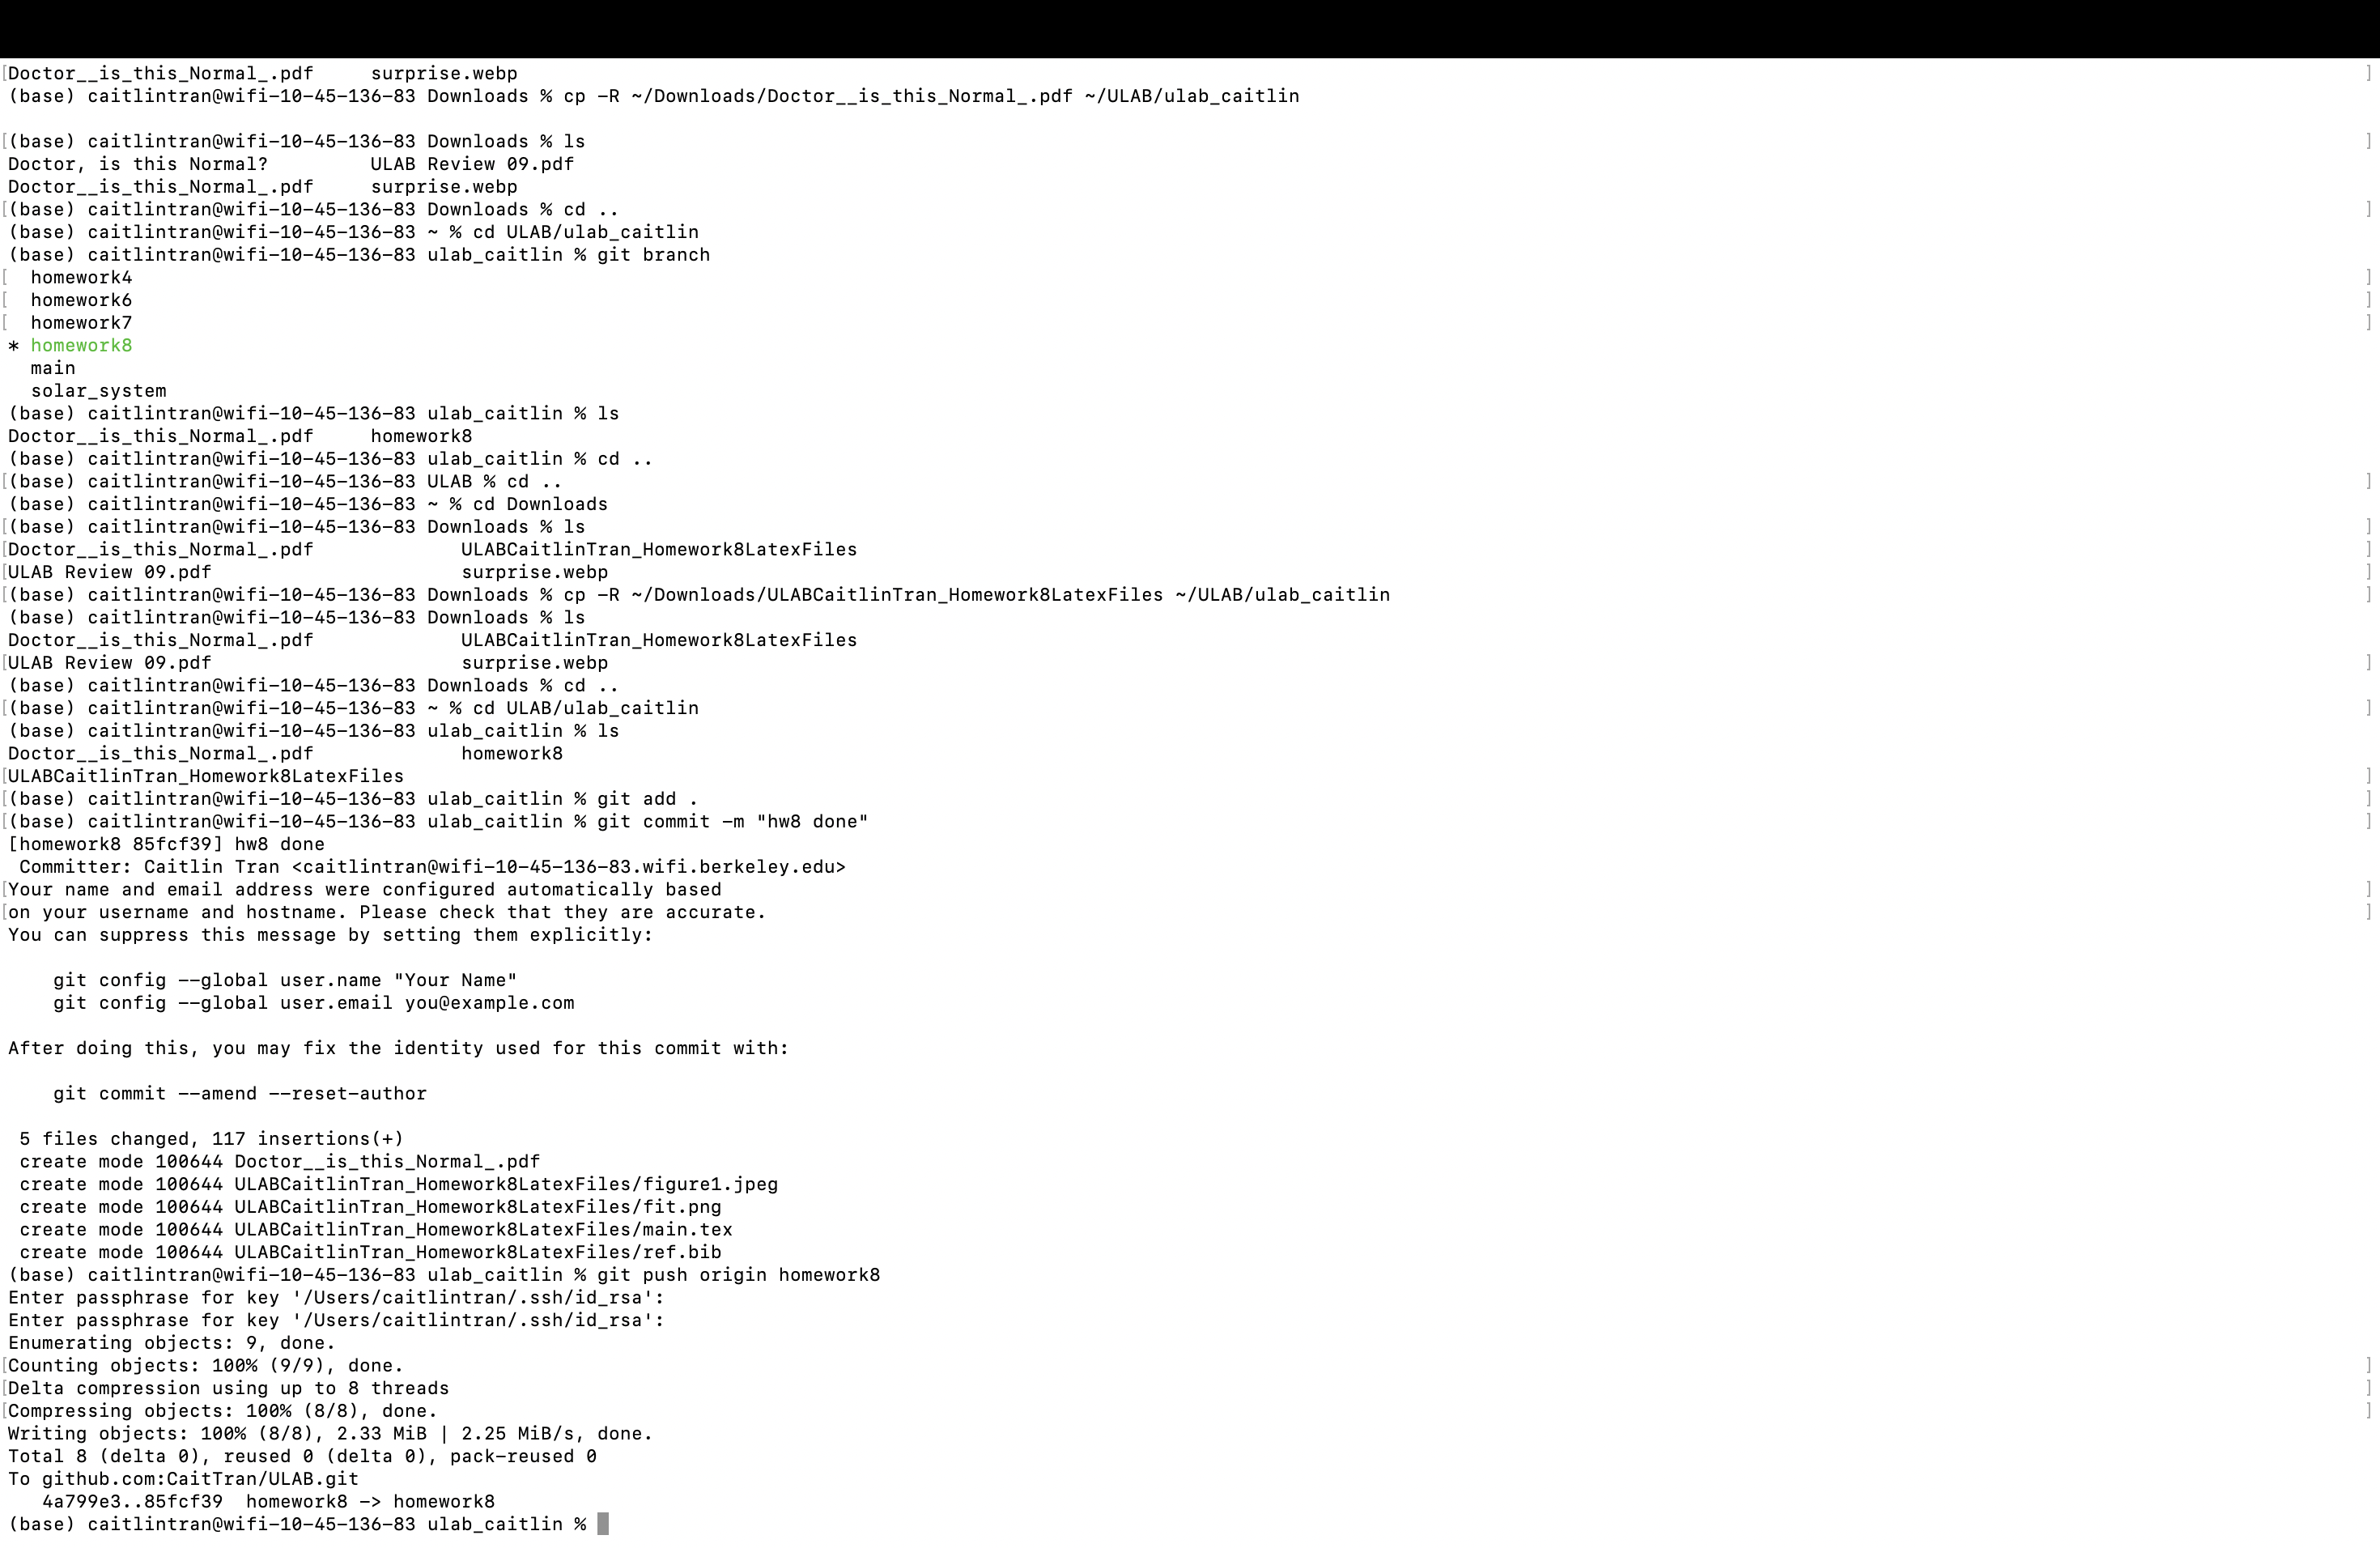 [Doctor__is_this_Normal_.pdf     surprise.webp ]
(base) caitlintran@wifi-10-45-136-83 Downloads % cp -R ~/Downloads/Doctor__is_this_Normal_.pdf ~/ULAB/ulab_caitlin
[(base) caitlintran@wifi-10-45-136-83 Downloads % ls ]
Doctor, is this Normal?         ULAB Review 09.pdf
Doctor__is_this_Normal_.pdf     surprise.webp
[(base) caitlintran@wifi-10-45-136-83 Downloads % cd .. ]
(base) caitlintran@wifi-10-45-136-83 ~ % cd ULAB/ulab_caitlin
(base) caitlintran@wifi-10-45-136-83 ulab_caitlin % git branch
[  homework4 ]
[  homework6 ]
[  homework7 ]
* homework8
  main
  solar_system
(base) caitlintran@wifi-10-45-136-83 ulab_caitlin % ls
Doctor__is_this_Normal_.pdf     homework8
(base) caitlintran@wifi-10-45-136-83 ulab_caitlin % cd ..
[(base) caitlintran@wifi-10-45-136-83 ULAB % cd .. ]
(base) caitlintran@wifi-10-45-136-83 ~ % cd Downloads
[(base) caitlintran@wifi-10-45-136-83 Downloads % ls ]
[Doctor__is_this_Normal_.pdf             ULABCaitlinTran_Homework8LatexFiles ]
[ULAB Review 09.pdf                      surprise.webp ]
[(base) caitlintran@wifi-10-45-136-83 Downloads % cp -R ~/Downloads/ULABCaitlinTran_Homework8LatexFiles ~/ULAB/ulab_caitlin ]
(base) caitlintran@wifi-10-45-136-83 Downloads % ls
Doctor__is_this_Normal_.pdf             ULABCaitlinTran_Homework8LatexFiles
[ULAB Review 09.pdf                      surprise.webp ]
(base) caitlintran@wifi-10-45-136-83 Downloads % cd ..
[(base) caitlintran@wifi-10-45-136-83 ~ % cd ULAB/ulab_caitlin ]
(base) caitlintran@wifi-10-45-136-83 ulab_caitlin % ls
Doctor__is_this_Normal_.pdf             homework8
[ULABCaitlinTran_Homework8LatexFiles ]
[(base) caitlintran@wifi-10-45-136-83 ulab_caitlin % git add . ]
[(base) caitlintran@wifi-10-45-136-83 ulab_caitlin % git commit -m "hw8 done" ]
[homework8 85fcf39] hw8 done
 Committer: Caitlin Tran <caitlintran@wifi-10-45-136-83.wifi.berkeley.edu>
[Your name and email address were configured automatically based ]
[on your username and hostname. Please check that they are accurate. ]
You can suppress this message by setting them explicitly:
    git config --global user.name "Your Name"
    git config --global user.email you@example.com
After doing this, you may fix the identity used for this commit with:
    git commit --amend --reset-author
 5 files changed, 117 insertions(+)
 create mode 100644 Doctor__is_this_Normal_.pdf
 create mode 100644 ULABCaitlinTran_Homework8LatexFiles/figure1.jpeg
 create mode 100644 ULABCaitlinTran_Homework8LatexFiles/fit.png
 create mode 100644 ULABCaitlinTran_Homework8LatexFiles/main.tex
 create mode 100644 ULABCaitlinTran_Homework8LatexFiles/ref.bib
(base) caitlintran@wifi-10-45-136-83 ulab_caitlin % git push origin homework8
Enter passphrase for key '/Users/caitlintran/.ssh/id_rsa':
Enter passphrase for key '/Users/caitlintran/.ssh/id_rsa':
Enumerating objects: 9, done.
[Counting objects: 100% (9/9), done. ]
[Delta compression using up to 8 threads ]
[Compressing objects: 100% (8/8), done. ]
Writing objects: 100% (8/8), 2.33 MiB | 2.25 MiB/s, done.
Total 8 (delta 0), reused 0 (delta 0), pack-reused 0
To github.com:CaitTran/ULAB.git
   4a799e3..85fcf39  homework8 -> homework8
(base) caitlintran@wifi-10-45-136-83 ulab_caitlin %